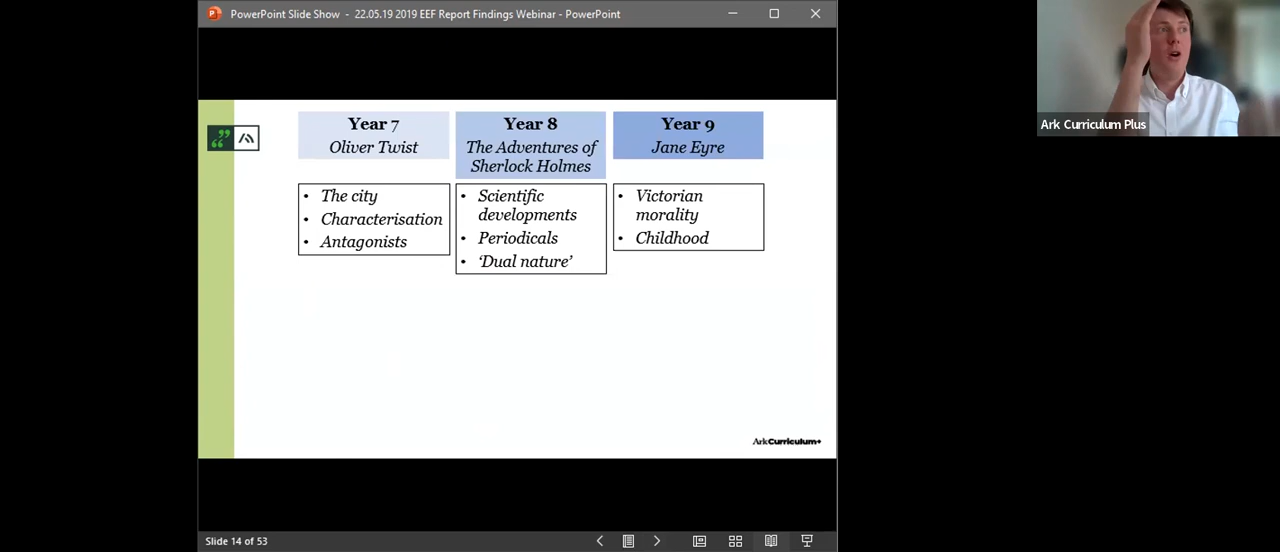 PowerPoint Slide Show - 22.05.19 2019 EEF Report Findings Webinar - PowerPoint
Ark Curriculum Plus
Year 7
Oliver Twist
• The city
• Characterisation
• Antagonists
Year 8
The Adventures of
Sherlock Holmes
• Scientific
developments
• Periodicals
• ‘Dual nature’
Year 9
Jane Eyre
• Victorian
morality
• Childhood
ArkCurriculum+
Slide 14 of 53